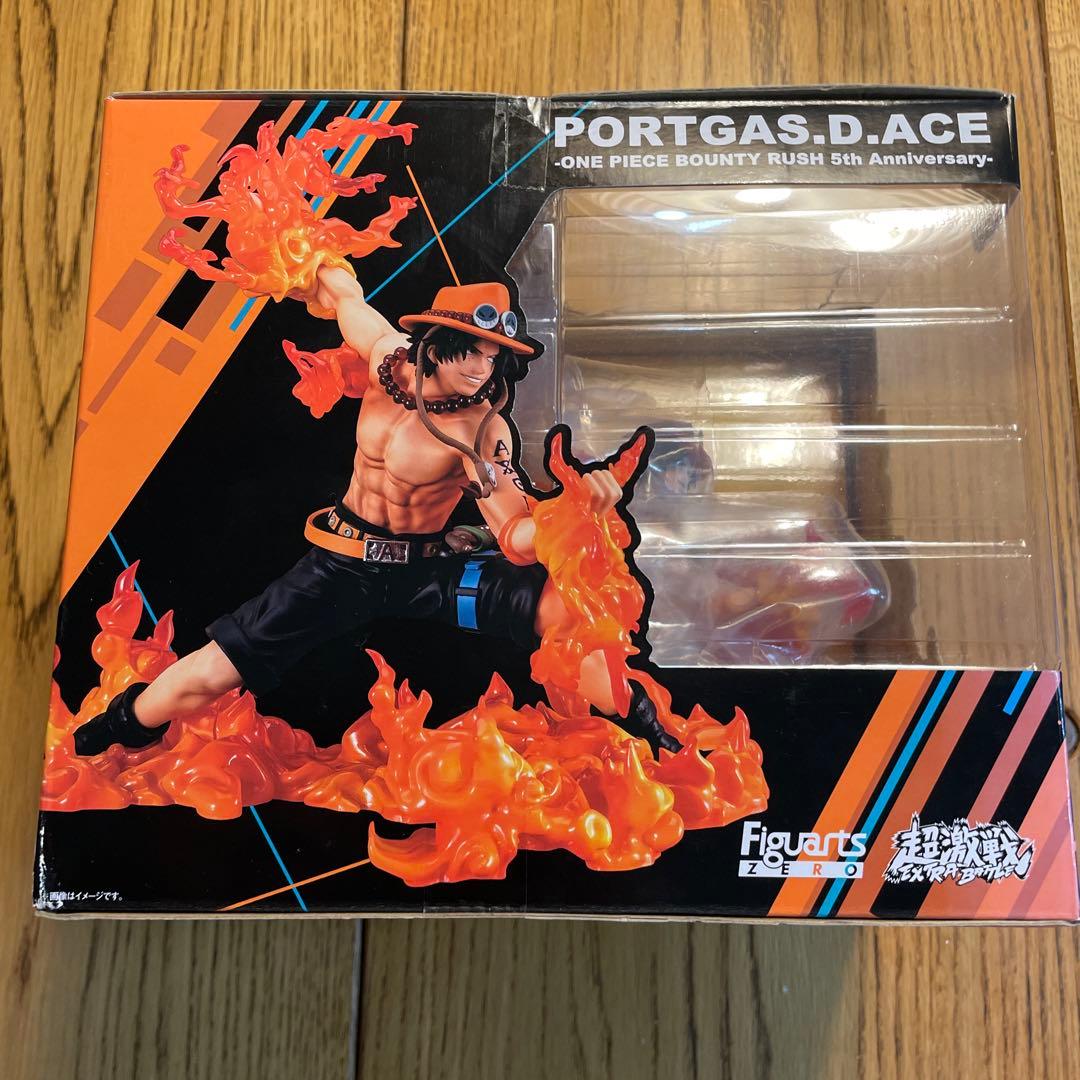 PORTGAS.D.ACE
-ONE PIECE BOUNTY RUSH 5th Anniversary-
Figuarts
ZERO
超激戦
EXTRA BATTLE
*画像はイメージです。